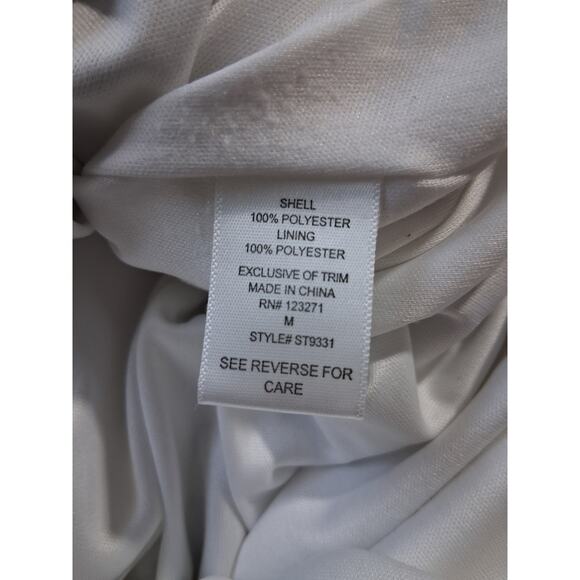 SHELL
100% POLYESTER
LINING
100% POLYESTER
EXCLUSIVE OF TRIM
MADE IN CHINA
RN# 123271
M
STYLE# ST9331
SEE REVERSE FOR
CARE